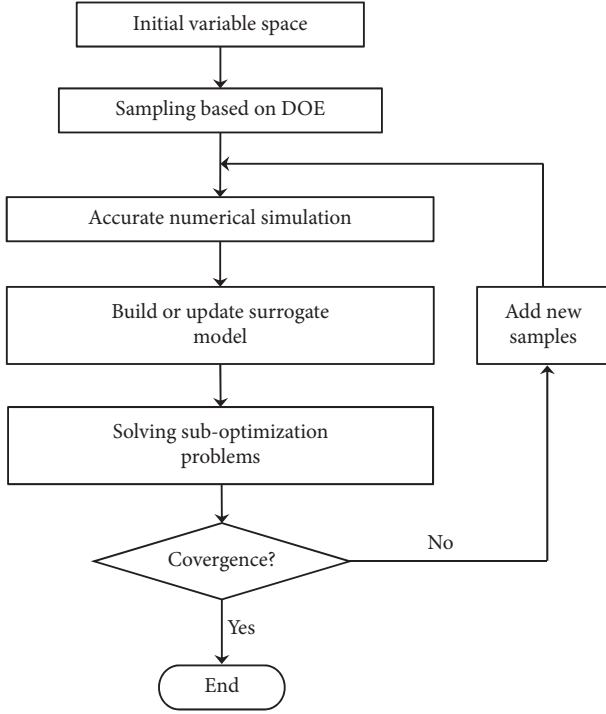 Initial variable space
Sampling based on DOE
Accurate numerical simulation
Build or update surrogate
model
Add new
samples
Solving sub-optimization
problems
Covergence?
No
Yes
End